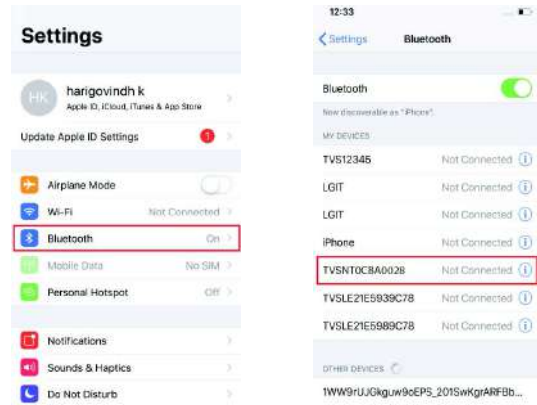 Settings
HK
harigovindh k
Apple ID, iCloud, iTunes & App Store
Update Apple ID Settings 1
Airplane Mode
Wi-Fi Not Connected
Bluetooth On
Mobile Data No SIM
Personal Hotspot Off
Notifications
Sounds & Haptics
Do Not Disturb
12:33
Settings Bluetooth
Bluetooth
Now discoverable as "iPhone".
MY DEVICES
TVS12345 Not Connected
LGIT Not Connected
LGIT Not Connected
iPhone Not Connected
TVSNT0C8A0028 Not Connected
TVSLE21E5939C78 Not Connected
TVSLE21E5989C78 Not Connected
OTHER DEVICES
1WW9rUJGkguw9oEPS_201SwKgrARFBb...